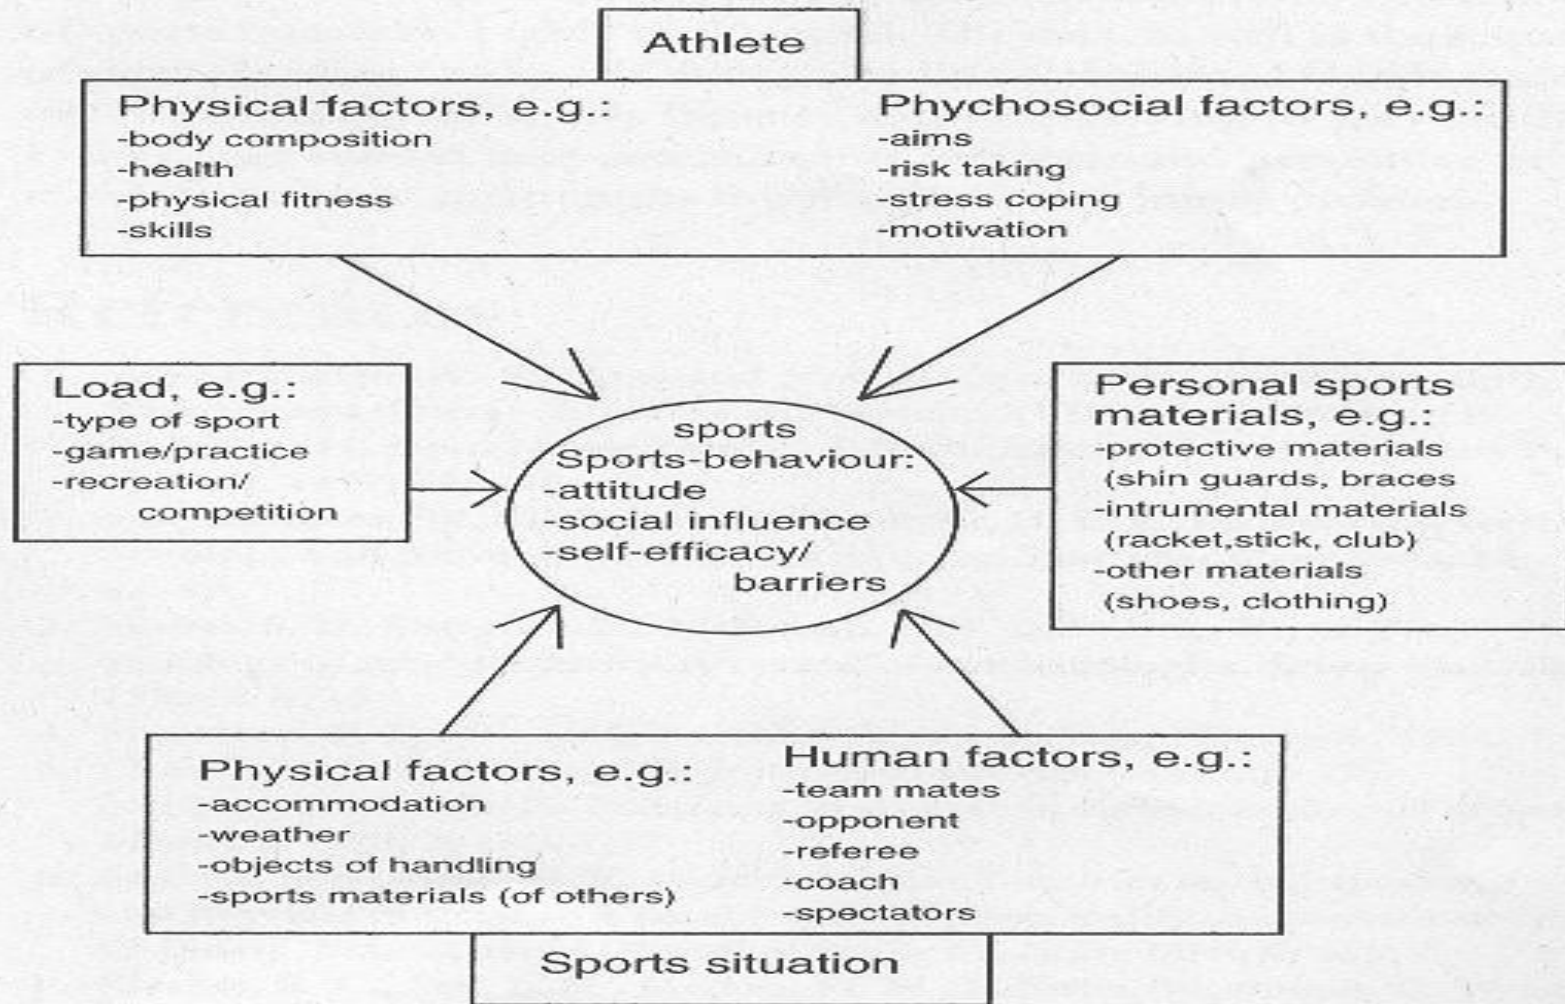 Athlete
Physical factors, e.g.:
-body composition
-health
-physical fitness
-skills
Phychosocial factors, e.g.:
-aims
-risk taking
-stress coping
-motivation
Load, e.g.:
-type of sport
-game/practice
-recreation/
competition
sports
Sports-behaviour:
-attitude
-social influence
-self-efficacy/
barriers
Personal sports
materials, e.g.:
-protective materials
(shin guards, braces
-intrumental materials
(racket,stick, club)
-other materials
(shoes, clothing)
Physical factors, e.g.:
-accommodation
-weather
-objects of handling
-sports materials (of others)
Human factors, e.g.:
-team mates
-opponent
-referee
-coach
-spectators
Sports situation